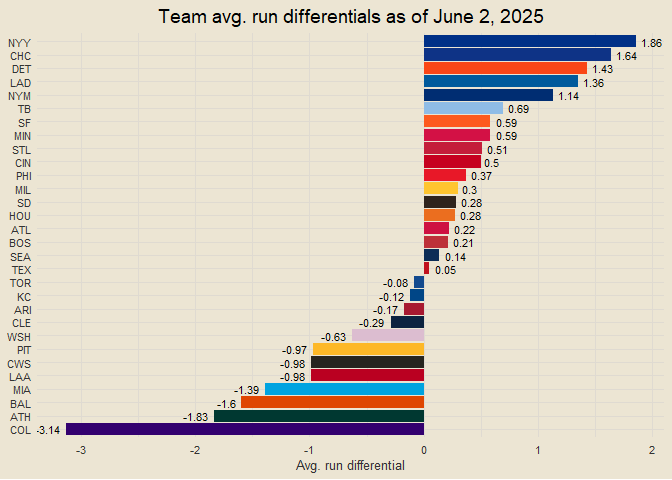 Team avg. run differentials as of June 2, 2025
NYY 1.86
CHC 1.64
DET 1.43
LAD 1.36
NYM 1.14
TB 0.69
SF 0.59
MIN 0.59
STL 0.51
CIN 0.5
PHI 0.37
MIL 0.3
SD 0.28
HOU 0.28
ATL 0.22
BOS 0.21
SEA 0.14
TEX 0.05
TOR -0.08
KC -0.12
ARI -0.17
CLE -0.29
WSH -0.63
PIT -0.97
CWS -0.98
LAA -0.98
MIA -1.39
BAL -1.6
ATH -1.83
COL -3.14
-3 -2 -1 0 1 2
Avg. run differential